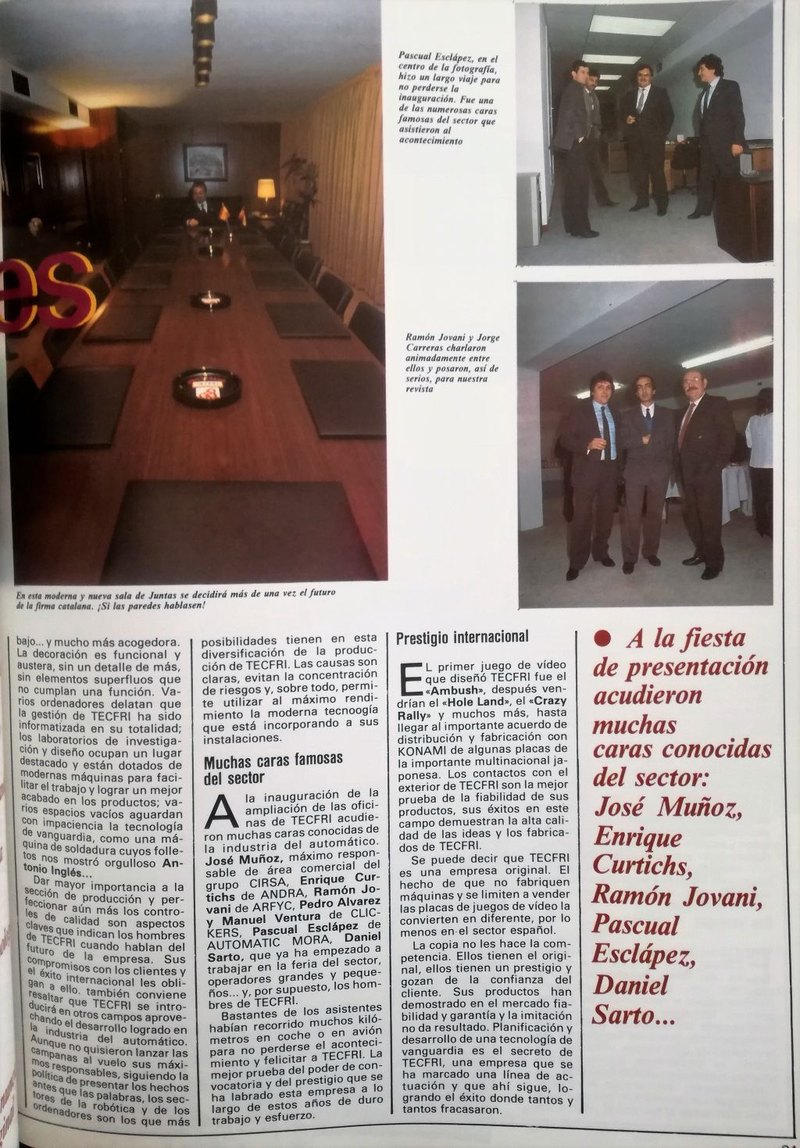 es
Pascual Esclápez, en el
centro de la fotografía,
hizo un largo viaje para
no perderse la
inauguración. Fue una
de las numerosas caras
famosas del sector que
asistieron al
acontecimiento
Ramón Jovani y Jorge
Carreras charlaron
animadamente entre
ellos y posaron, así de
serios, para nuestra
revista
TECFRI
En esta moderna y nueva sala de Juntas se decidirá más de una vez el futuro
de la firma catalana. ¡Si las paredes hablasen!
bajo... y mucho más acogedora.
La decoración es funcional y
austera, sin un detalle de más,
sin elementos superfluos que
no cumplan una función. Va-
rios ordenadores delatan que
la gestión de TECFRI ha sido
informatizada en su totalidad;
los laboratorios de investiga-
ción y diseño ocupan un lugar
destacado y están dotados de
modernas máquinas para faci-
litar el trabajo y lograr un mejor
acabado en los productos; va-
rios espacios vacíos aguardan
con impaciencia la tecnología
de vanguardia, como una má-
quina de soldadura cuyos folle-
tos nos mostró orgulloso An-
tonio Inglés...
Dar mayor importancia a la
sección de producción y per-
feccionar aún más los contro-
les de calidad son aspectos
claves que indican los hombres
de TECFRI cuando hablan del
futuro de la empresa. Sus
compromisos con los clientes y
el éxito internacional les obli-
gan a ello. también conviene
resaltar que TECFRI se intro-
ducirá en otros campos aprove-
chando el desarrollo logrado en
la industria del automático.
Aunque no quisieron lanzar las
campanas al vuelo sus máxi-
mos responsables, siguiendo la
política de presentar los hechos
antes que las palabras, los sec-
tores de la robótica y de los
ordenadores son los que más
posibilidades tienen en esta
diversificación de la produc-
ción de TECFRI. Las causas son
claras, evitan la concentración
de riesgos y, sobre todo, permi-
te utilizar al máximo rendi-
miento la moderna tecnoogía
que está incorporando a sus
instalaciones.
Muchas caras famosas
del sector
A la inauguración de la
ampliación de las ofici-
nas de TECFRI acudie-
ron muchas caras conocidas de
la industria del automático.
José Muñoz, máximo respon-
sable de área comercial del
grupo CIRSA, Enrique Cur-
tichs de ANDRA, Ramón Jo-
vani de ARFYC, Pedro Alvarez
y Manuel Ventura de CLIC-
KERS, Pascual Esclápez de
AUTOMATIC MORA, Daniel
Sarto, que ya ha empezado a
trabajar en la feria del sector,
operadores grandes y peque-
ños... y, por supuesto, los hom-
bres de TECFRI.
Bastantes de los asistentes
habían recorrido muchos kiló-
metros en coche o en avión
para no perderse el aconteci-
miento y felicitar a TECFRI. La
mejor prueba del poder de con-
vocatoria y del prestigio que se
ha labrado esta empresa a lo
largo de estos años de duro
trabajo y esfuerzo.
Prestigio internacional
EL primer juego de vídeo
que diseñó TECFRI fue el
«Ambush», después ven-
drían el «Hole Land», el «Crazy
Rally» y muchos más, hasta
llegar al importante acuerdo de
distribución y fabricación con
KONAMI de algunas placas de
la importante multinacional ja-
ponesa. Los contactos con el
exterior de TECFRI son la mejor
prueba de la fiabilidad de sus
productos, sus éxitos en este
campo demuestran la alta cali-
dad de las ideas y los fabrica-
dos de TECFRI.
Se puede decir que TECFRI
es una empresa original. El
hecho de que no fabriquen
máquinas y se limiten a vender
las placas de juegos de vídeo la
convierten en diferente, por lo
menos en el sector español.
La copia no les hace la com-
petencia. Ellos tienen el origi-
nal, ellos tienen un prestigio y
gozan de la confianza del
cliente. Sus productos han
demostrado en el mercado fia-
bilidad y garantía y la imitación
no da resultado. Planificación y
desarrollo de una tecnología de
vanguardia es el secreto de
TECFRI, una empresa que se
ha marcado una línea de ac-
tuación y que ahí sigue, lo-
grando el éxito donde tantos y
tantos fracasaron.
● A la fiesta
de presentación
acudieron
muchas
caras conocidas
del sector:
José Muñoz,
Enrique
Curtichs,
Ramón Jovani,
Pascual
Esclápez,
Daniel
Sarto...